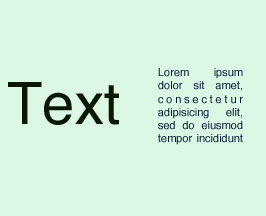 Text
Lorem ipsum
dolor sit amet,
consectetur
adipisicing elit,
sed do eiusmod
tempor incididunt